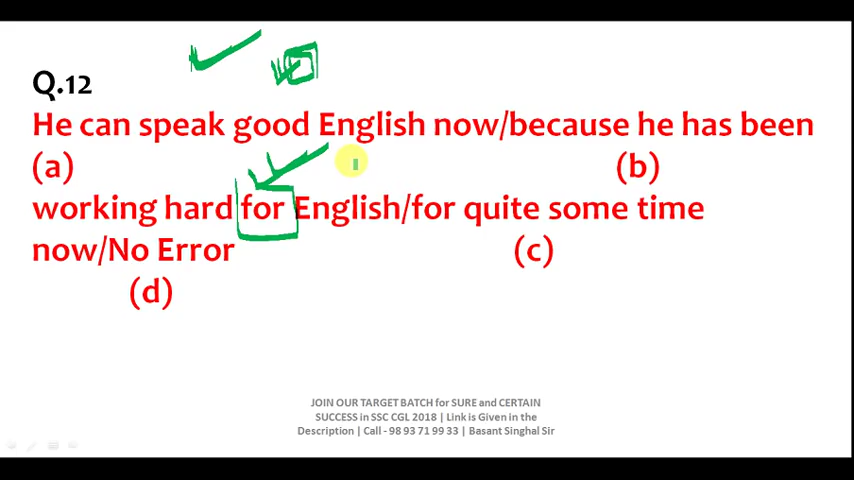 Q.12
He can speak good English now/because he has been
(a) (b)
working hard for English/for quite some time
now/No Error (c)
(d)
JOIN OUR TARGET BATCH for SURE and CERTAIN
SUCCESS in SSC CGL 2018 | Link is Given in the
Description | Call - 98 93 71 99 33 | Basant Singhal Sir